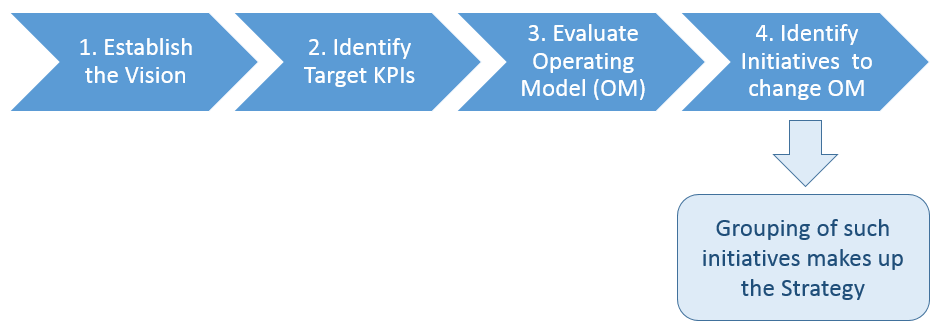 1. Establish
the Vision
2. Identify
Target KPIs
3. Evaluate
Operating
Model (OM)
4. Identify
Initiatives to
change OM
Grouping of such
initiatives makes up
the Strategy